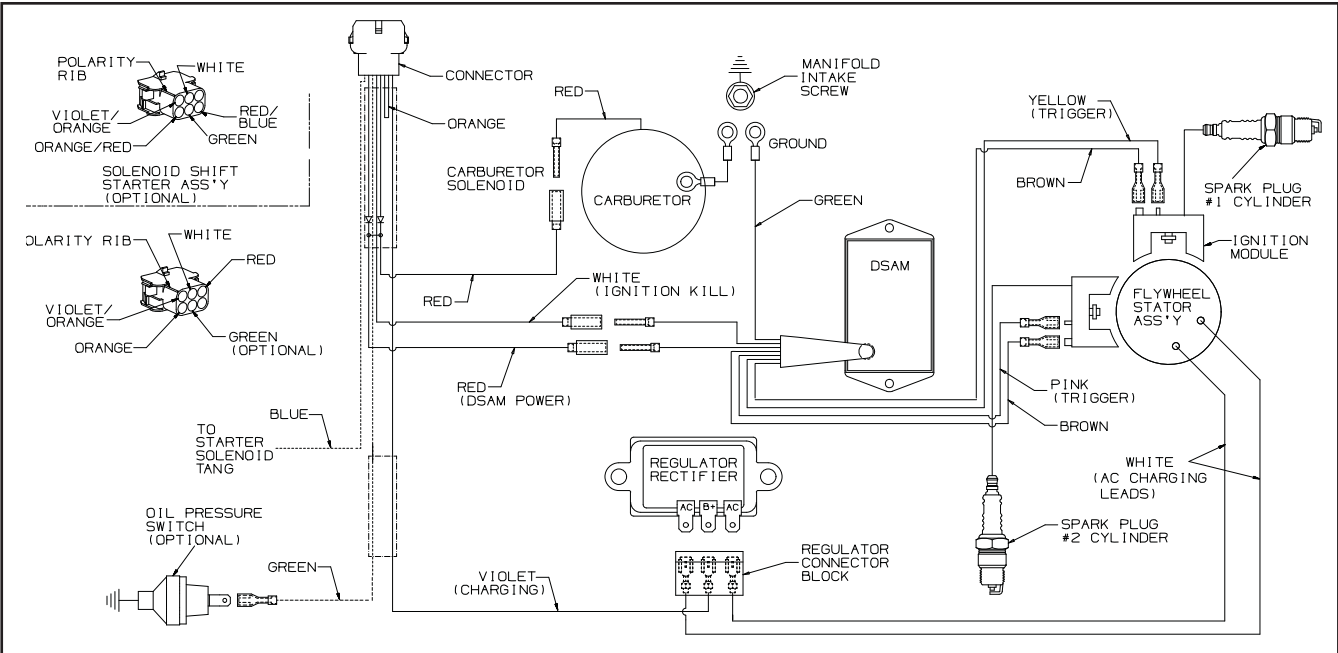 POLARITY
RIB
WHITE
VIOLET/
ORANGE
RED/
BLUE
ORANGE/RED
GREEN
SOLENOID SHIFT
STARTER ASS'Y
(OPTIONAL)
OLARITY RIB
WHITE
RED
VIOLET/
ORANGE
ORANGE
GREEN
(OPTIONAL)
CONNECTOR
ORANGE
RED
CARBURETOR
SOLENOID
CARBURETOR
MANIFOLD
INTAKE
SCREW
GROUND
GREEN
YELLOW
(TRIGGER)
BROWN
SPARK PLUG
#1 CYLINDER
IGNITION
MODULE
DSAM
FLYWHEEL
STATOR
ASS'Y
RED
WHITE
(IGNITION KILL)
RED
(DSAM POWER)
PINK
(TRIGGER)
BROWN
BLUE
TO
STARTER
SOLENOID
TANG
REGULATOR
RECTIFIER
AC B+ AC
WHITE
(AC CHARGING
LEADS)
OIL PRESSURE
SWITCH
(OPTIONAL)
GREEN
VIOLET
(CHARGING)
REGULATOR
CONNECTOR
BLOCK
SPARK PLUG
#2 CYLINDER